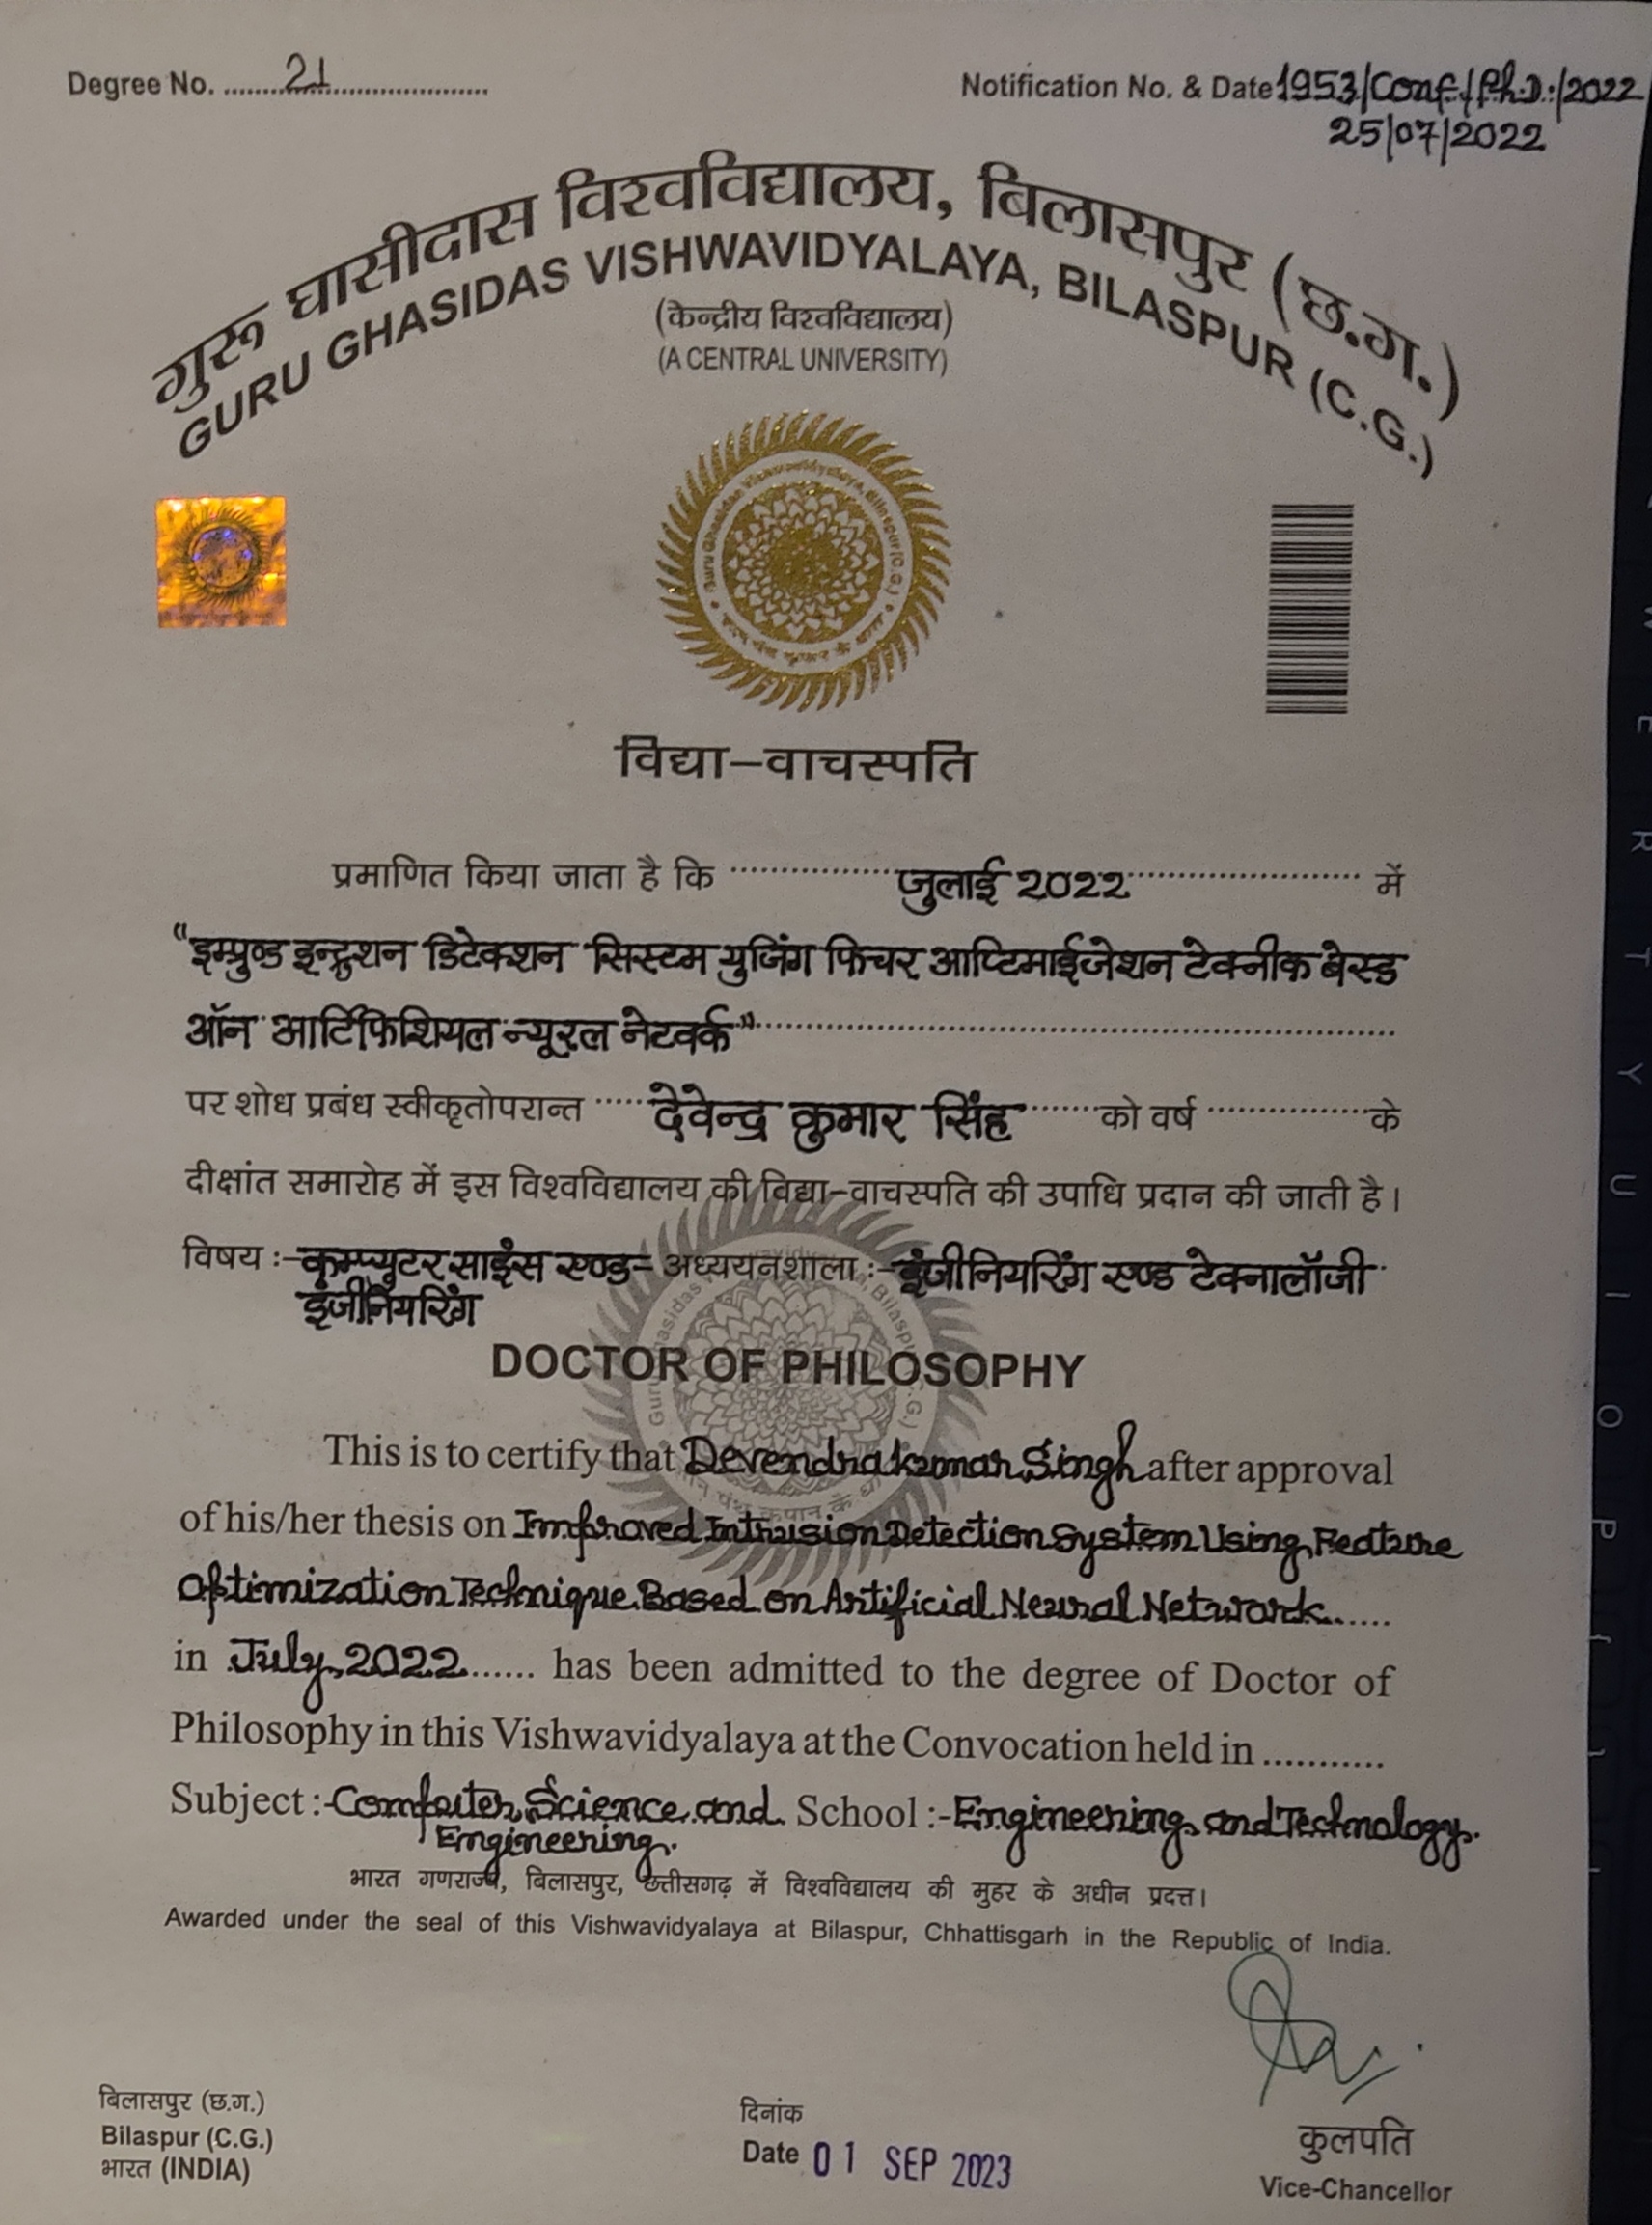 Degree No. ........21........................
Notification No. & Date 1953/Conf./Ph.D./2022
25/07/2022
गुरू घासीदास विश्वविद्यालय, बिलासपुर (छ.ग.)
GURU GHASIDAS VISHWAVIDYALAYA, BILASPUR (C.G.)
(केन्द्रीय विश्वविद्यालय)
(A CENTRAL UNIVERSITY)
Guru Ghasidas Vishwavidyalaya, Bilaspur (C.G.)
विद्या–वाचस्पति
प्रमाणित किया जाता है कि ................ जुलाई 2022 ........................ में
"इम्प्रुव्ड इन्ट्रुशन डिटेक्शन सिस्टम युजिंग फिचर आप्टिमाईजेशन टेक्नीक बेस्ड
ऑन आर्टिफिशियल न्यूरल नेटवर्क"................................................................
पर शोध प्रबंध स्वीकृतोपरान्त ..... देवेन्द्र कुमार सिंह ....... को वर्ष ................ के
दीक्षांत समारोह में इस विश्वविद्यालय की विद्या–वाचस्पति की उपाधि प्रदान की जाती है।
विषय :- कम्प्युटर साइंस एण्ड अध्ययनशाला :- इंजीनियरिंग एण्ड टेक्नालॉजी
इंजीनियरिंग
DOCTOR OF PHILOSOPHY
This is to certify that Devendra kumar Singh after approval
of his/her thesis on Improved Intrusion Detection System Using Feature
Optimization Technique Based on Artificial Neural Network......
in July, 2022...... has been admitted to the degree of Doctor of
Philosophy in this Vishwavidyalaya at the Convocation held in ...........
Subject :- Computer Science and School :- Engineering and Technology.
Engineering.
भारत गणराज्य, बिलासपुर, छत्तीसगढ़ में विश्वविद्यालय की मुहर के अधीन प्रदत्त।
Awarded under the seal of this Vishwavidyalaya at Bilaspur, Chhattisgarh in the Republic of India.
बिलासपुर (छ.ग.)
Bilaspur (C.G.)
भारत (INDIA)
दिनांक
Date 01 SEP 2023
कुलपति
Vice-Chancellor